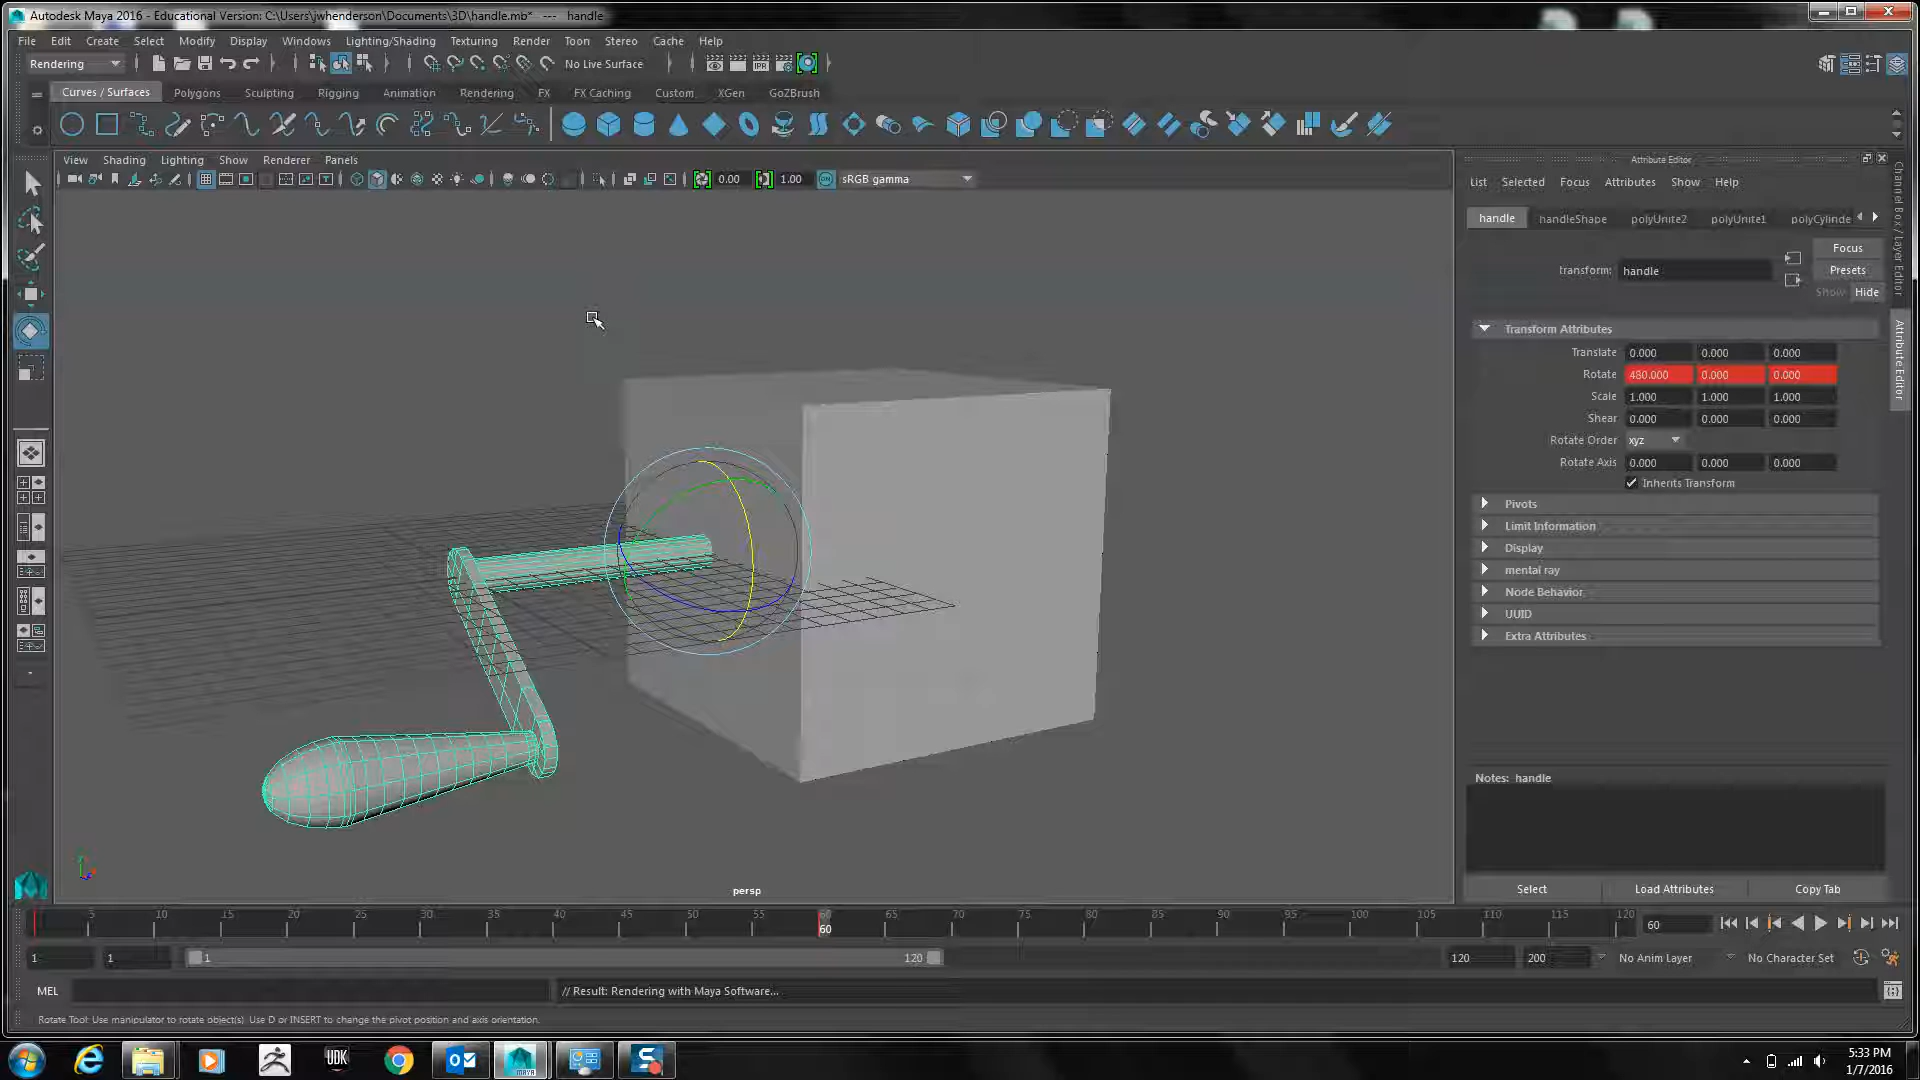 Autodesk Maya 2016 - Educational Version: C:\Users\jwhenderson\Documents\3D\handle.mb* --- handle
File Edit Create Select Modify Display Windows Lighting/Shading Texturing Render Toon Stereo Cache Help
Rendering No Live Surface IPR
Curves / Surfaces Polygons Sculpting Rigging Animation Rendering FX FX Caching Custom XGen GoZBrush
View Shading Lighting Show Renderer Panels
0.00 1.00 sRGB gamma
persp
Attribute Editor
List Selected Focus Attributes Show Help
handle handleShape polyUnite2 polyUnite1 polyCylinde
Focus
transform: handle Presets
Show Hide
Transform Attributes
Translate 0.000 0.000 0.000
Rotate 480.000 0.000 0.000
Scale 1.000 1.000 1.000
Shear 0.000 0.000 0.000
Rotate Order xyz
Rotate Axis 0.000 0.000 0.000
Inherits Transform
Pivots
Limit Information
Display
mental ray
Node Behavior
UUID
Extra Attributes
Notes: handle
Select Load Attributes Copy Tab
Channel Box / Layer Editor
Attribute Editor
5 10 15 20 25 30 35 40 45 50 55 60 65 70 75 80 85 90 95 100 105 110 115 120
60 60
1 1 1 120 120 200 No Anim Layer No Character Set
MEL // Result: Rendering with Maya Software...
Rotate Tool: Use manipulator to rotate object(s). Use D or INSERT to change the pivot position and axis orientation.
UDK MAYA
5:33 PM
1/7/2016